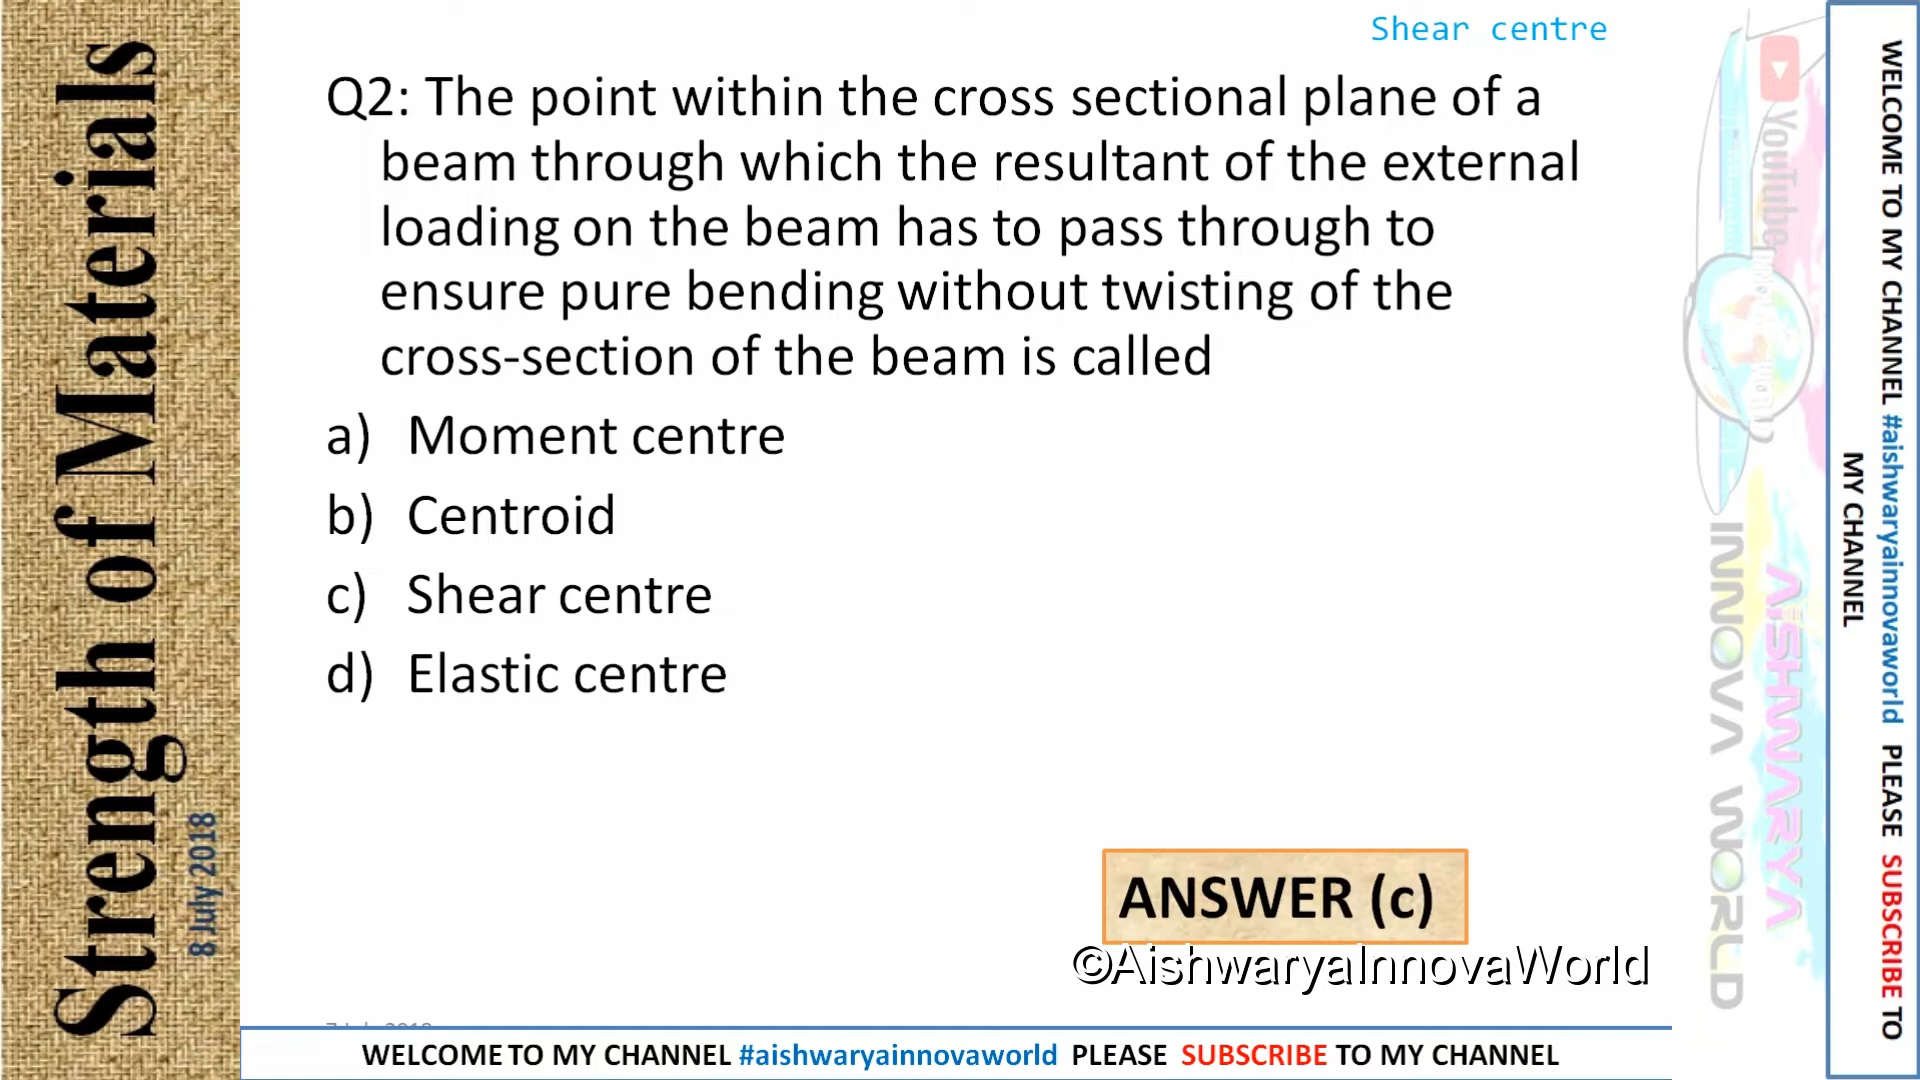 Shear centre
Q2: The point within the cross sectional plane of a
beam through which the resultant of the external
loading on the beam has to pass through to
ensure pure bending without twisting of the
cross-section of the beam is called
a) Moment centre
b) Centroid
c) Shear centre
d) Elastic centre
ANSWER (c)
©AishwaryaInnovaWorld
WELCOME TO MY CHANNEL #aishwaryainnovaworld PLEASE SUBSCRIBE TO MY CHANNEL
Strength of Materials
8 July 2018
YouTube
AISHWARYA
INNOVA WORLD
WELCOME TO MY CHANNEL #aishwaryainnovaworld PLEASE SUBSCRIBE TO
MY CHANNEL